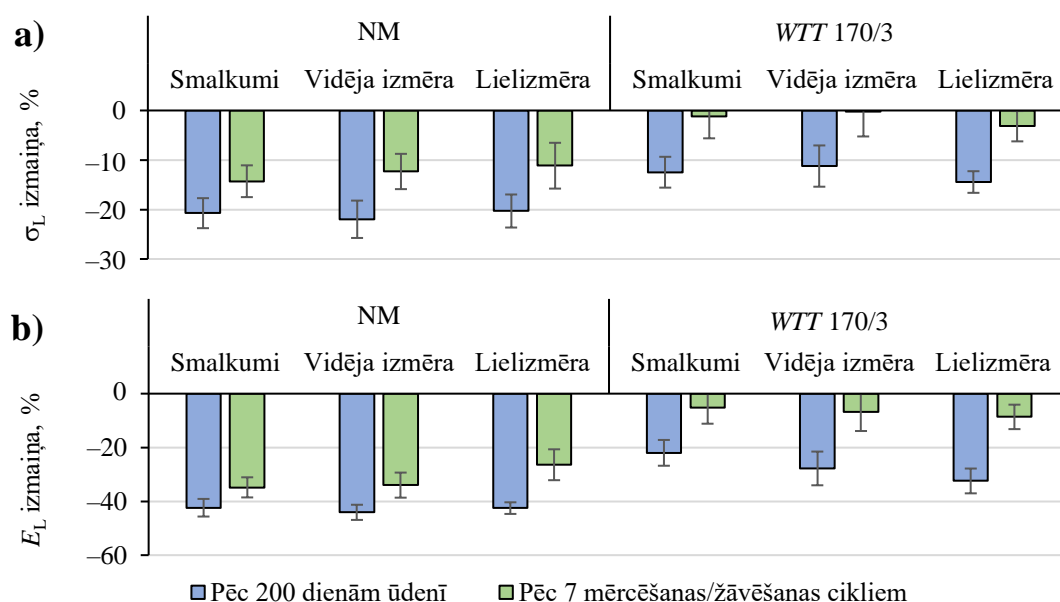 a)
NM WTT 170/3
Smalkumi Vidēja izmēra Lielizmēra Smalkumi Vidēja izmēra Lielizmēra
σL izmaiņa, %
0
–10
–20
–30
b)
NM WTT 170/3
Smalkumi Vidēja izmēra Lielizmēra Smalkumi Vidēja izmēra Lielizmēra
EL izmaiņa, %
0
–20
–40
–60
Pēc 200 dienām ūdenī Pēc 7 mērcēšanas/žāvēšanas cikliem